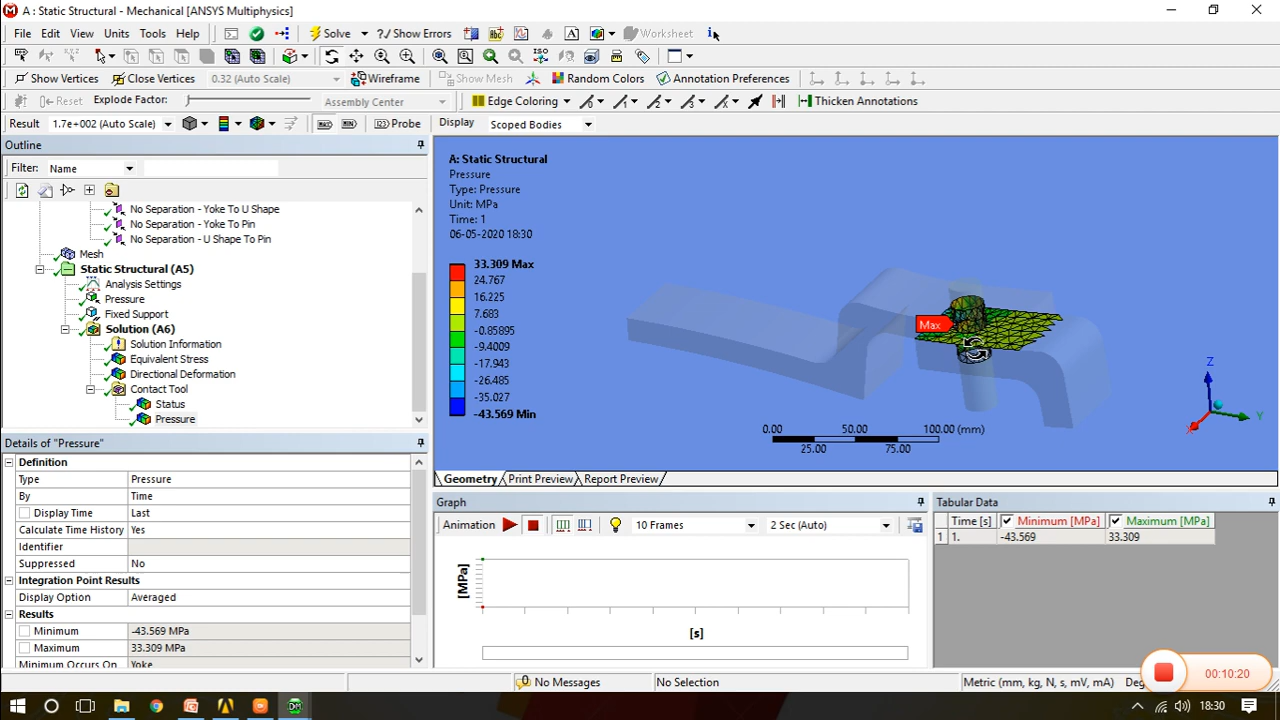 A : Static Structural - Mechanical [ANSYS Multiphysics]
File Edit View Units Tools Help Solve Show Errors Worksheet
Show Vertices Close Vertices 0.32 (Auto Scale) Wireframe Show Mesh Random Colors Annotation Preferences
Reset Explode Factor: Assembly Center Edge Coloring Thicken Annotations
Result 1.7e+002 (Auto Scale) MAX MIN Probe Display Scoped Bodies
Outline
Filter: Name
No Separation - Yoke To U Shape
No Separation - Yoke To Pin
No Separation - U Shape To Pin
Mesh
Static Structural (A5)
Analysis Settings
Pressure
Fixed Support
Solution (A6)
Solution Information
Equivalent Stress
Directional Deformation
Contact Tool
Status
Pressure
Details of "Pressure"
Definition
Type Pressure
By Time
Display Time Last
Calculate Time History Yes
Identifier
Suppressed No
Integration Point Results
Display Option Averaged
Results
Minimum -43.569 MPa
Maximum 33.309 MPa
Minimum Occurs On Yoke
A: Static Structural
Pressure
Type: Pressure
Unit: MPa
Time: 1
06-05-2020 18:30
33.309 Max
24.767
16.225
7.683
-0.85895
-9.4009
-17.943
-26.485
-35.027
-43.569 Min
Max
0.00 50.00 100.00 (mm)
25.00 75.00
Z
Y
X
Geometry Print Preview Report Preview
Graph
Animation 10 Frames 2 Sec (Auto)
[MPa]
[s]
Tabular Data
Time [s] Minimum [MPa] Maximum [MPa]
1 1. -43.569 33.309
No Messages No Selection Metric (mm, kg, N, s, mV, mA) Deg
00:10:20
18:30